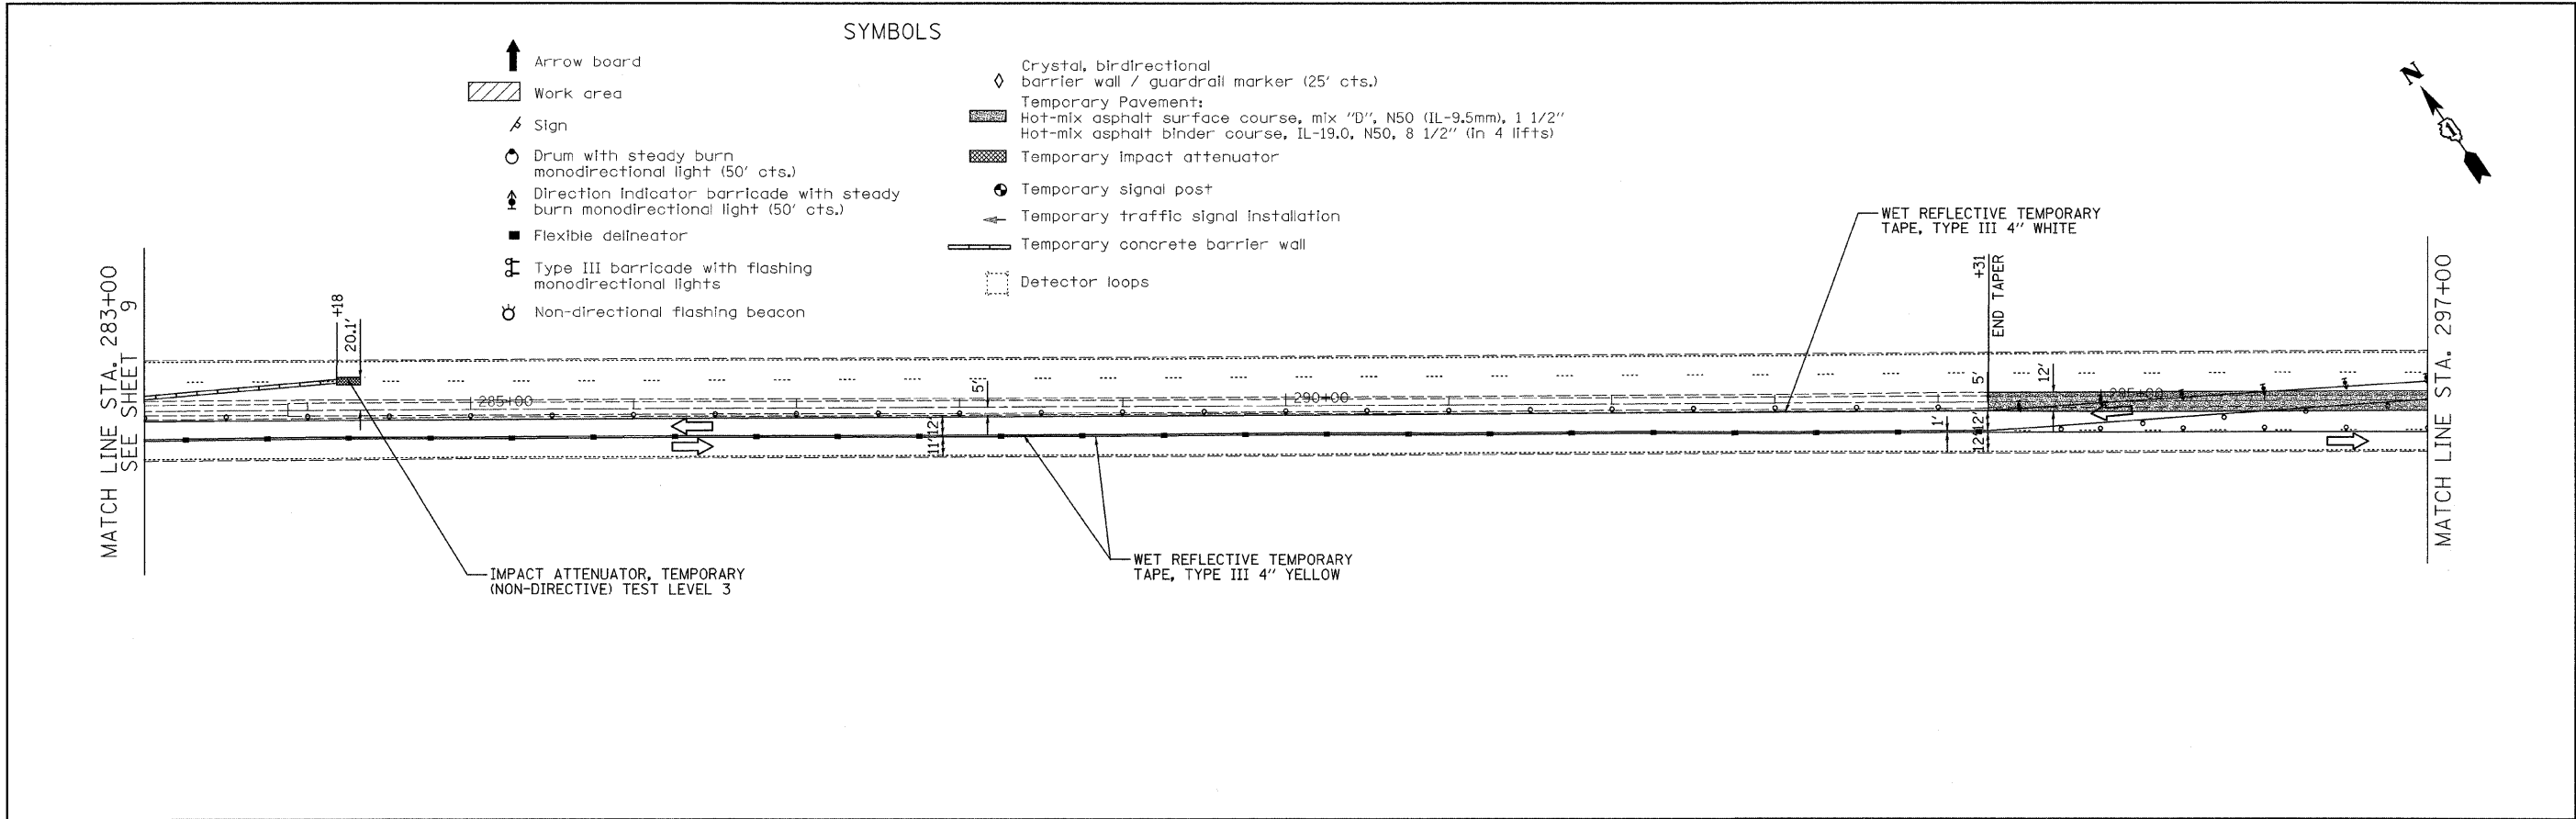 SYMBOLS
Arrow board
Work area
Sign
Drum with steady burn
monodirectional light (50' cts.)
Direction indicator barricade with steady
burn monodirectional light (50' cts.)
Flexible delineator
Type III barricade with flashing
monodirectional lights
Non-directional flashing beacon
Crystal, birdirectional
barrier wall / guardrail marker (25' cts.)
Temporary Pavement:
Hot-mix asphalt surface course, mix "D", N50 (IL-9.5mm), 1 1/2"
Hot-mix asphalt binder course, IL-19.0, N50, 8 1/2" (in 4 lifts)
Temporary impact attenuator
Temporary signal post
Temporary traffic signal installation
Temporary concrete barrier wall
Detector loops
N
1
MATCH LINE STA. 283+00
SEE SHEET 9
+18
20.1'
285+00
5'
12'
11'
290+00
WET REFLECTIVE TEMPORARY
TAPE, TYPE III 4" WHITE
+31
END TAPER
5'
12'
1'
12'
12'
295+00
MATCH LINE STA. 297+00
IMPACT ATTENUATOR, TEMPORARY
(NON-DIRECTIVE) TEST LEVEL 3
WET REFLECTIVE TEMPORARY
TAPE, TYPE III 4" YELLOW